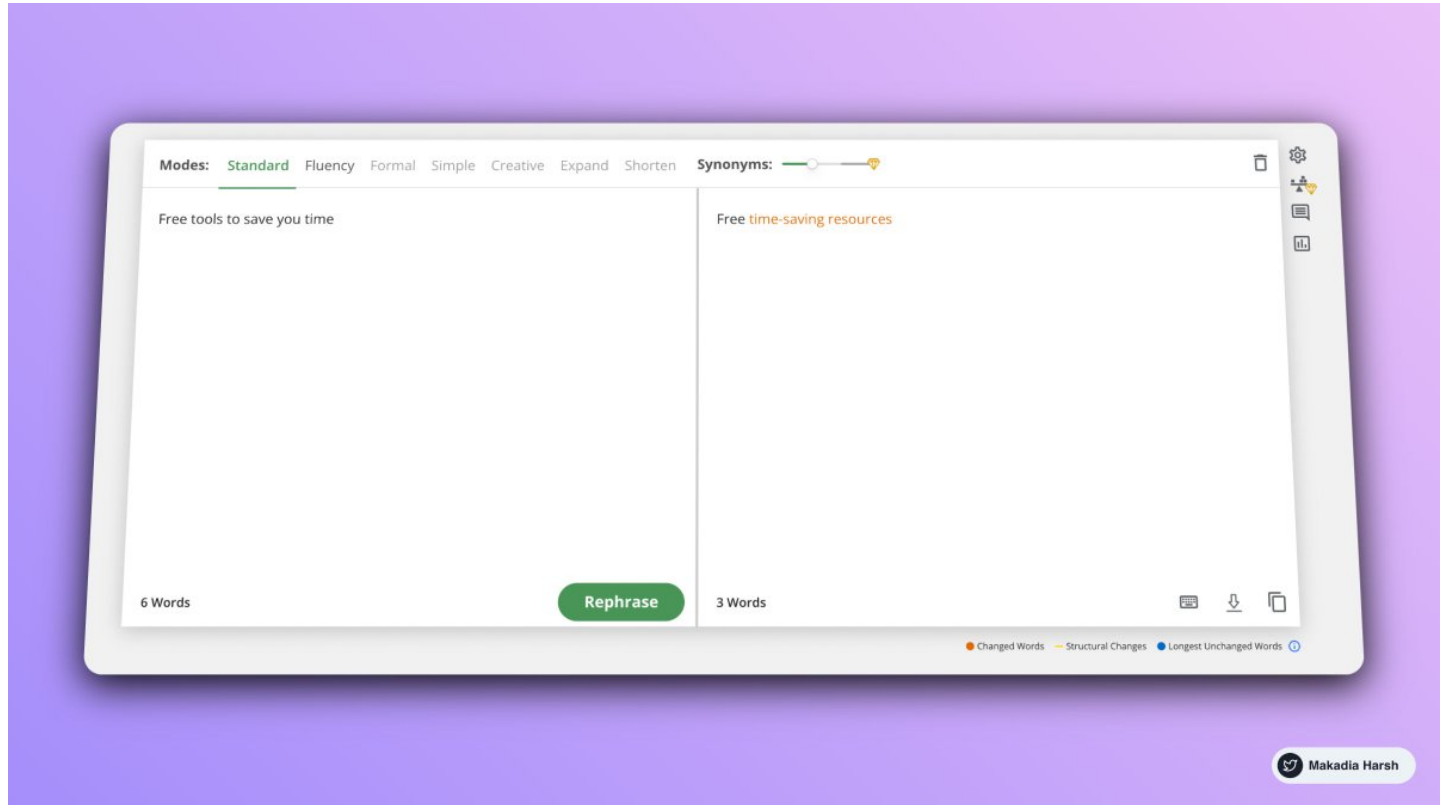 Modes: Standard Fluency Formal Simple Creative Expand Shorten Synonyms:
Free tools to save you time
Free time-saving resources
6 Words
Rephrase
3 Words
Changed Words Structural Changes Longest Unchanged Words
Makadia Harsh